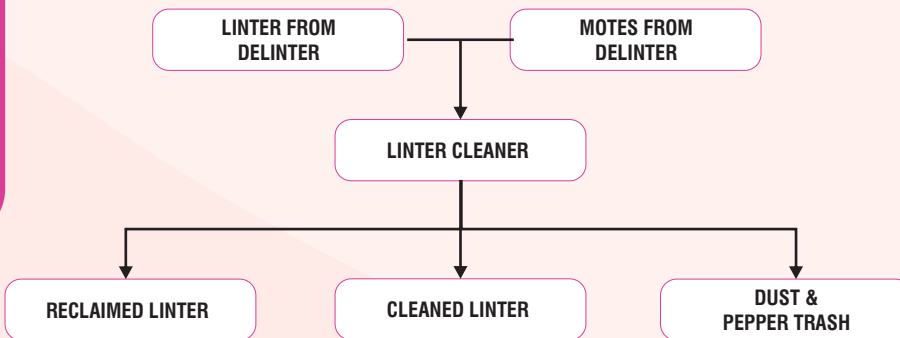 LINTER FROM
DELINTER
MOTES FROM
DELINTER
LINTER CLEANER
RECLAIMED LINTER
CLEANED LINTER
DUST &
PEPPER TRASH